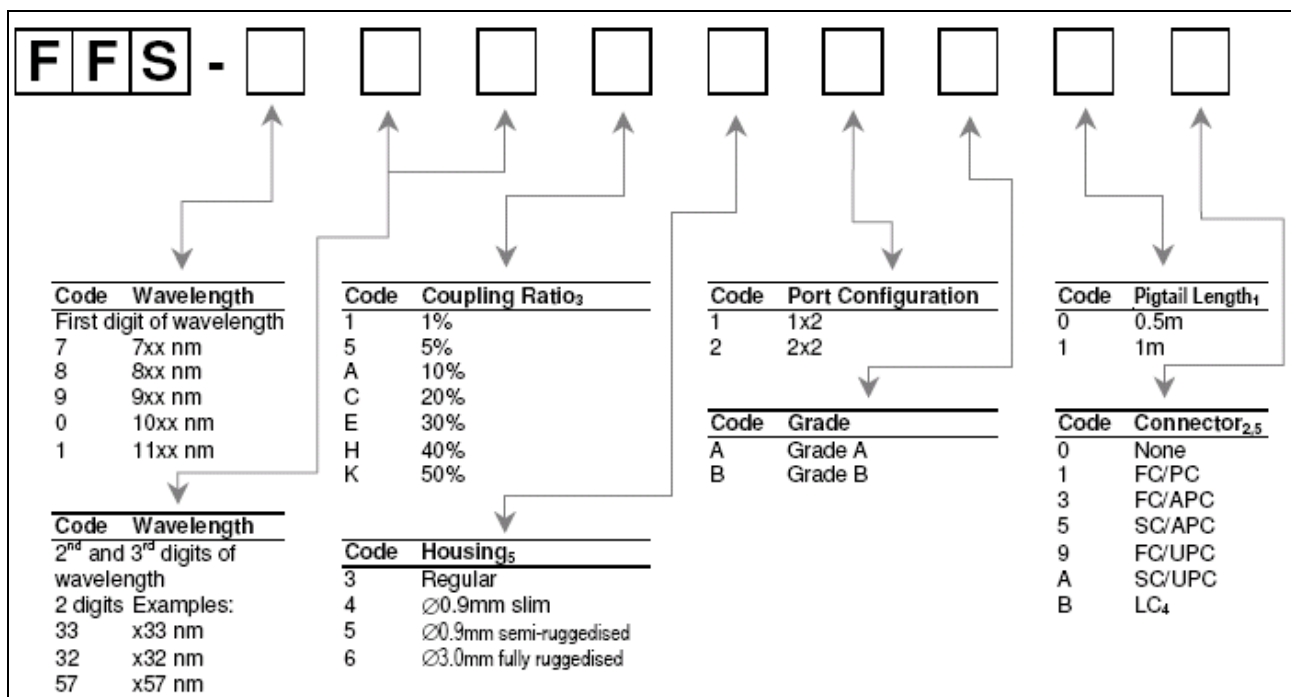 FFS-
Code Wavelength
First digit of wavelength
7 7xx nm
8 8xx nm
9 9xx nm
0 10xx nm
1 11xx nm
Code Wavelength
2nd and 3rd digits of
wavelength
2 digits Examples:
33 x33 nm
32 x32 nm
57 x57 nm
Code Coupling Ratio3
1 1%
5 5%
A 10%
C 20%
E 30%
H 40%
K 50%
Code Housing5
3 Regular
4 ∅0.9mm slim
5 ∅0.9mm semi-ruggedised
6 ∅3.0mm fully ruggedised
Code Port Configuration
1 1x2
2 2x2
Code Grade
A Grade A
B Grade B
Code Pigtail Length1
0 0.5m
1 1m
Code Connector2,5
0 None
1 FC/PC
3 FC/APC
5 SC/APC
9 FC/UPC
A SC/UPC
B LC4